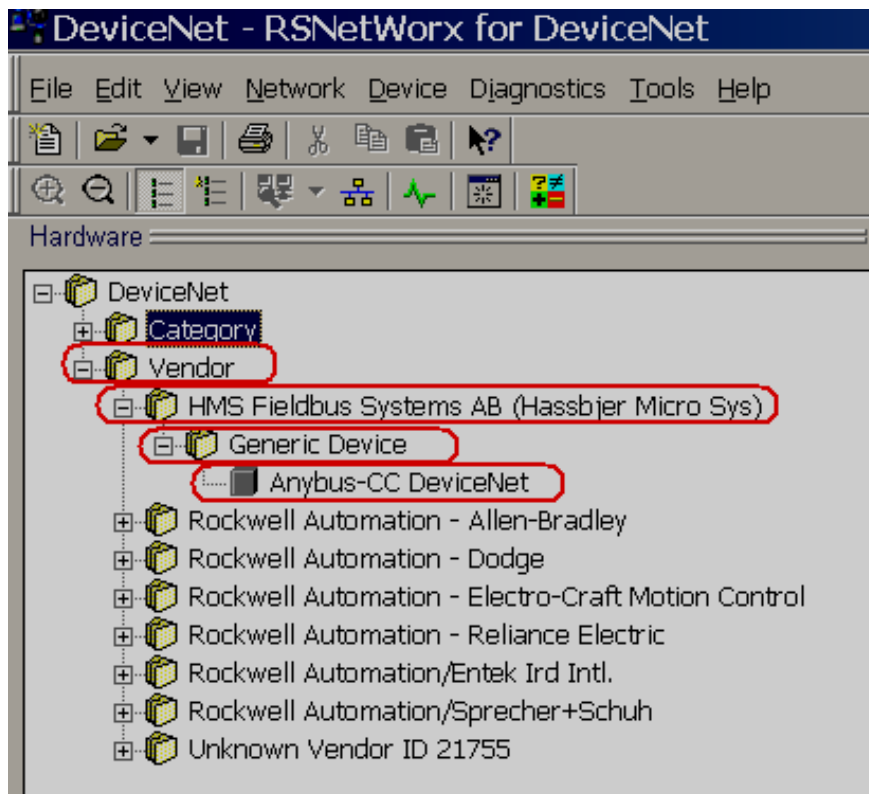 DeviceNet - RSNetWorx for DeviceNet
File Edit View Network Device Diagnostics Tools Help
Hardware
DeviceNet
Category
Vendor
HMS Fieldbus Systems AB (Hassbjer Micro Sys)
Generic Device
Anybus-CC DeviceNet
Rockwell Automation - Allen-Bradley
Rockwell Automation - Dodge
Rockwell Automation - Electro-Craft Motion Control
Rockwell Automation - Reliance Electric
Rockwell Automation/Entek Ird Intl.
Rockwell Automation/Sprecher+Schuh
Unknown Vendor ID 21755